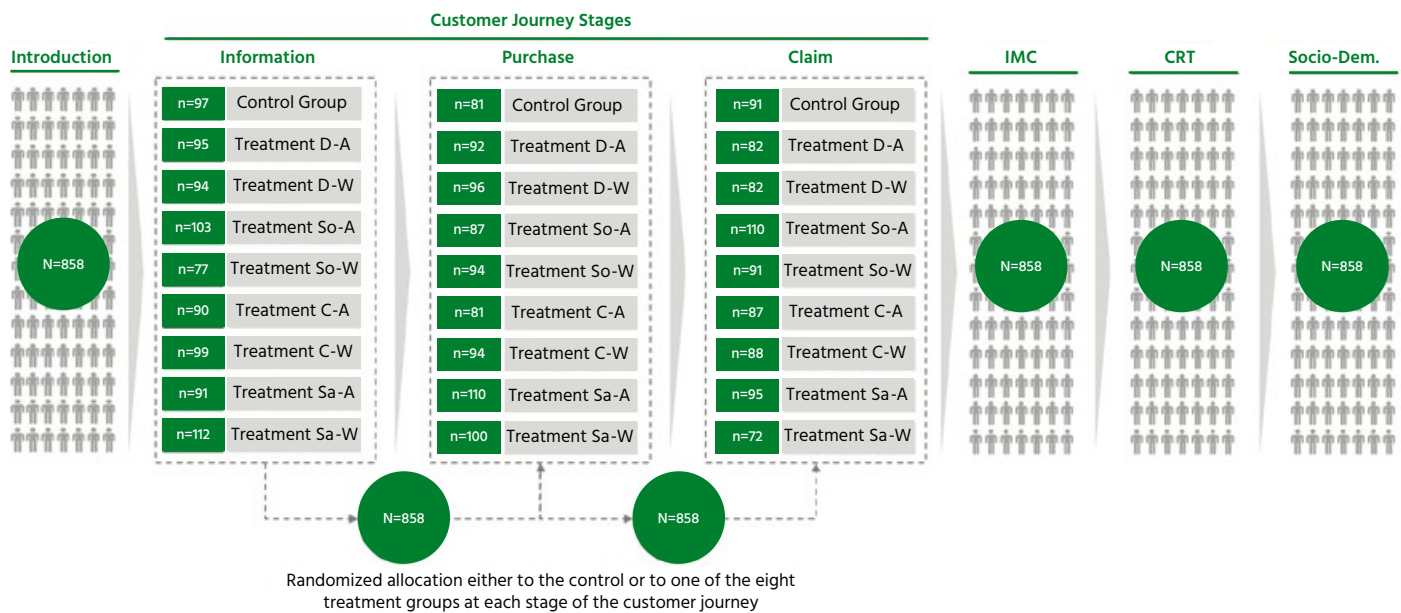 Customer Journey Stages
Introduction
Information
Purchase
Claim
IMC
CRT
Socio-Dem.
N=858
n=97 Control Group
n=95 Treatment D-A
n=94 Treatment D-W
n=103 Treatment So-A
n=77 Treatment So-W
n=90 Treatment C-A
n=99 Treatment C-W
n=91 Treatment Sa-A
n=112 Treatment Sa-W
n=81 Control Group
n=92 Treatment D-A
n=96 Treatment D-W
n=87 Treatment So-A
n=94 Treatment So-W
n=81 Treatment C-A
n=94 Treatment C-W
n=110 Treatment Sa-A
n=100 Treatment Sa-W
n=91 Control Group
n=82 Treatment D-A
n=82 Treatment D-W
n=110 Treatment So-A
n=91 Treatment So-W
n=87 Treatment C-A
n=88 Treatment C-W
n=95 Treatment Sa-A
n=72 Treatment Sa-W
N=858
N=858
N=858
N=858
N=858
Randomized allocation either to the control or to one of the eight
treatment groups at each stage of the customer journey